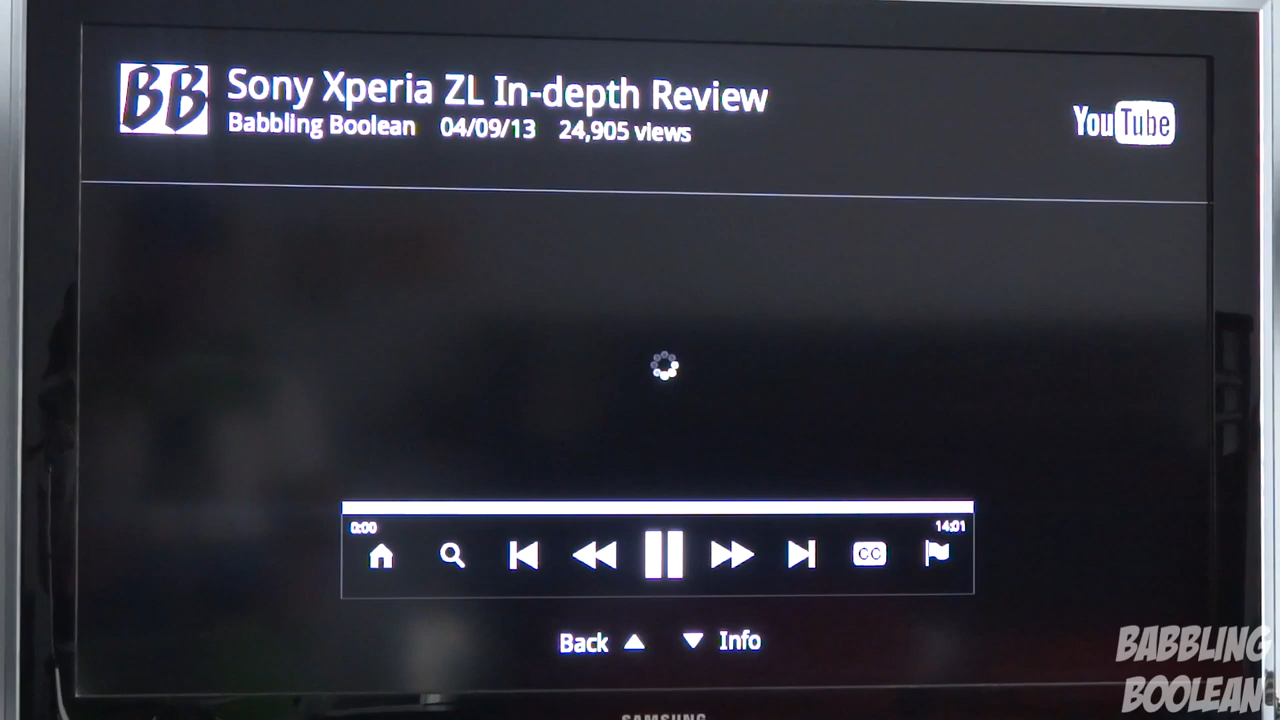 BB
Sony Xperia ZL In-depth Review
Babbling Boolean 04/09/13 24,905 views
YouTube
0:00 14:01
CC
Back Info
BABBLING
BOOLEAN
SAMSUNG